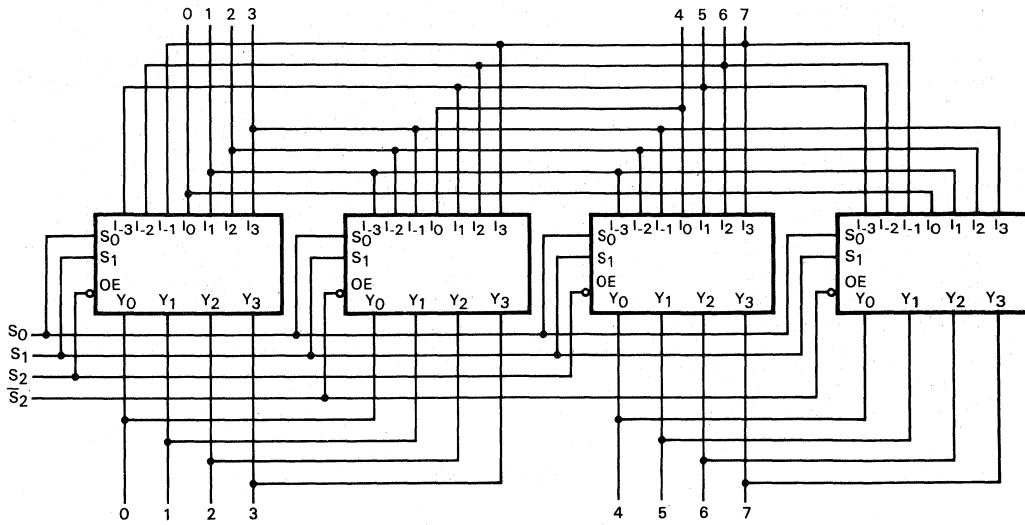 0 1 2 3 4 5 6 7
I-3 I-2 I-1 I0 I1 I2 I3 I-3 I-2 I-1 I0 I1 I2 I3 I-3 I-2 I-1 I0 I1 I2 I3 I-3 I-2 I-1 I0 I1 I2 I3
S0 S0 S0 S0
S1 S1 S1 S1
OE OE OE OE
Y0 Y1 Y2 Y3 Y0 Y1 Y2 Y3 Y0 Y1 Y2 Y3 Y0 Y1 Y2 Y3
S0
S1
S2
S̅2
0 1 2 3 4 5 6 7